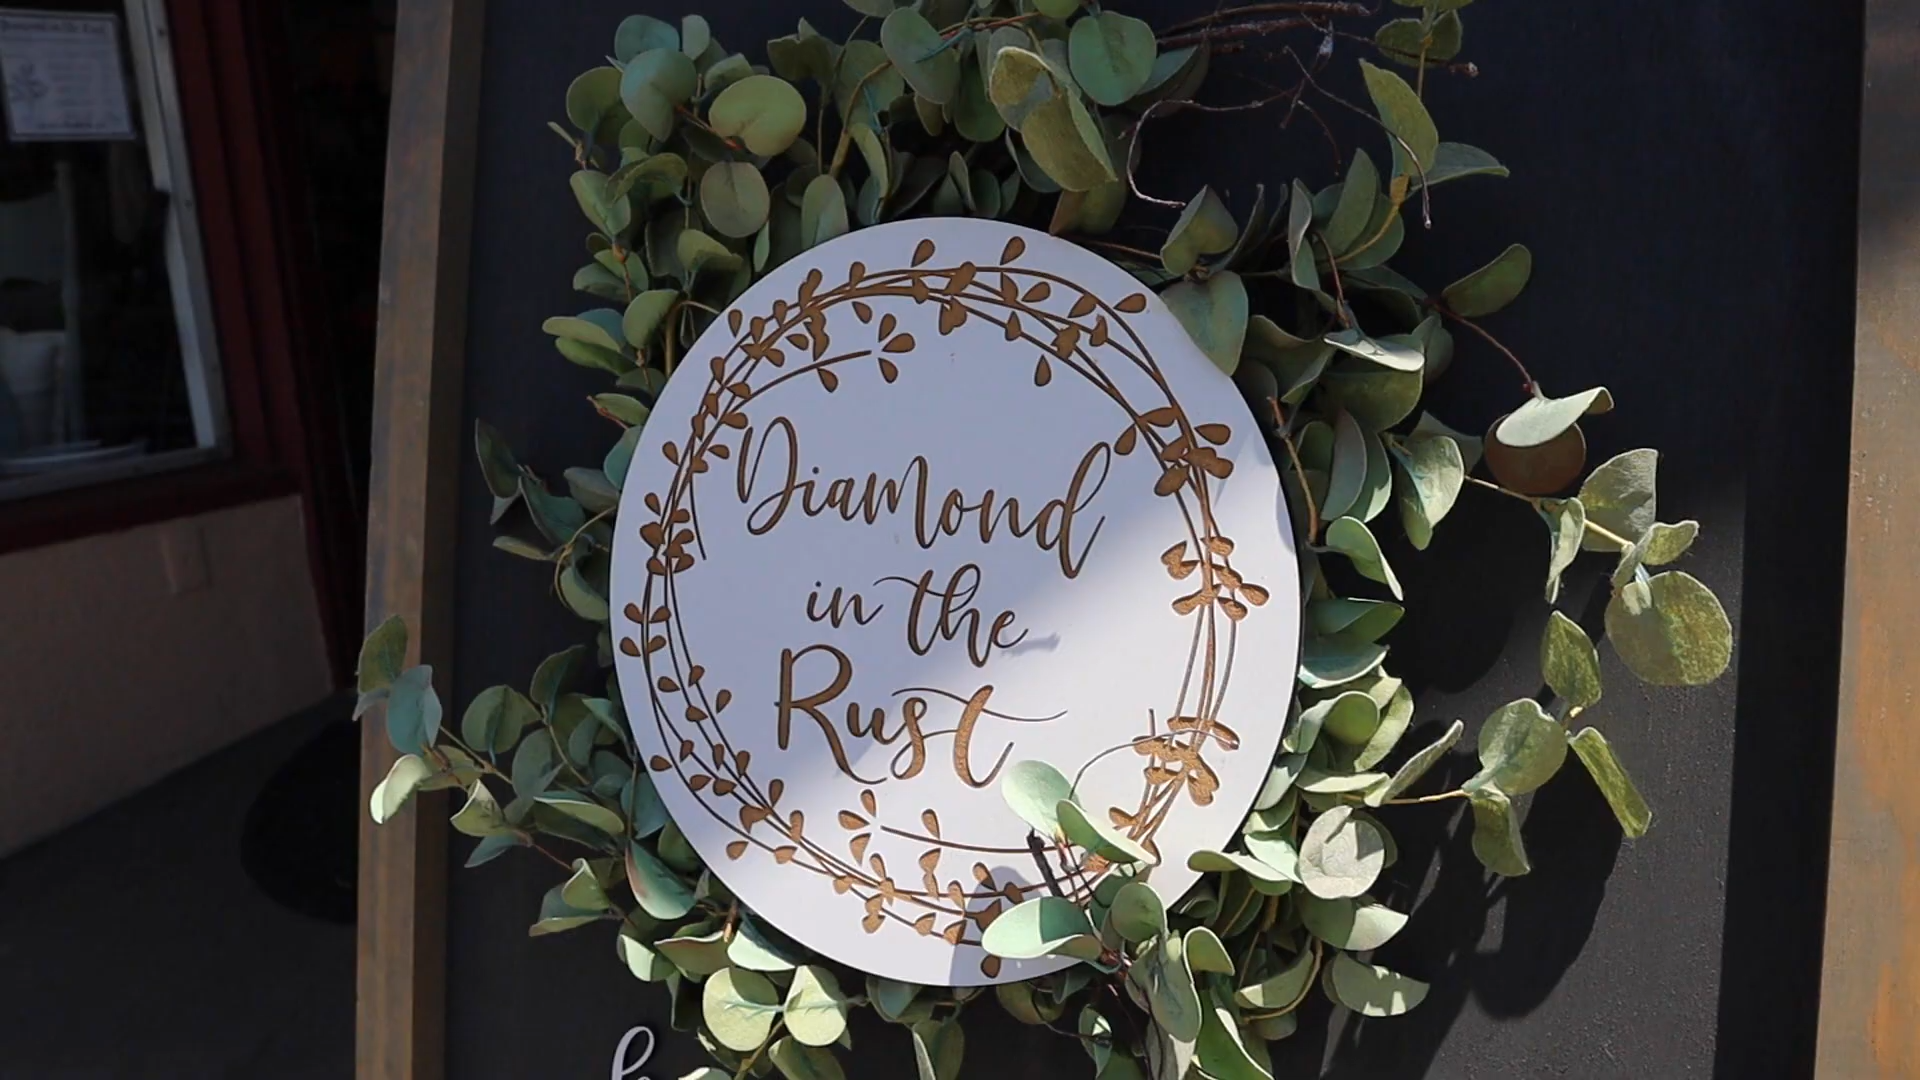 Diamond
in the
Rust